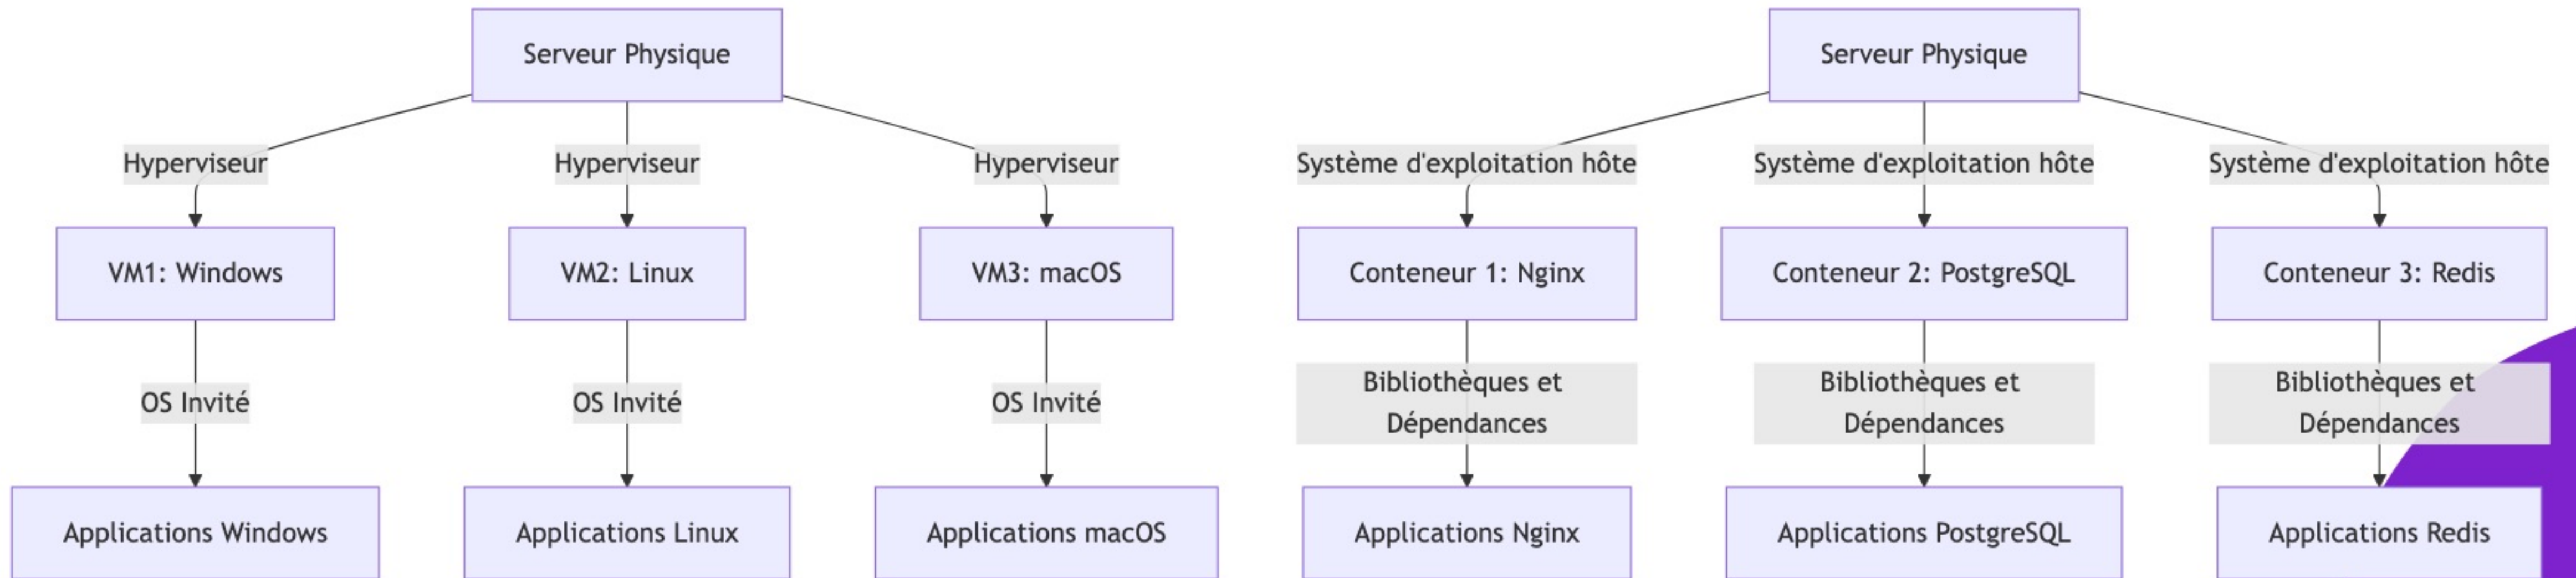 Serveur Physique
Serveur Physique
Hyperviseur
Hyperviseur
Hyperviseur
Système d'exploitation hôte
Système d'exploitation hôte
Système d'exploitation hôte
VM1: Windows
VM2: Linux
VM3: macOS
Conteneur 1: Nginx
Conteneur 2: PostgreSQL
Conteneur 3: Redis
OS Invité
OS Invité
OS Invité
Bibliothèques et
Dépendances
Bibliothèques et
Dépendances
Bibliothèques et
Dépendances
Applications Windows
Applications Linux
Applications macOS
Applications Nginx
Applications PostgreSQL
Applications Redis